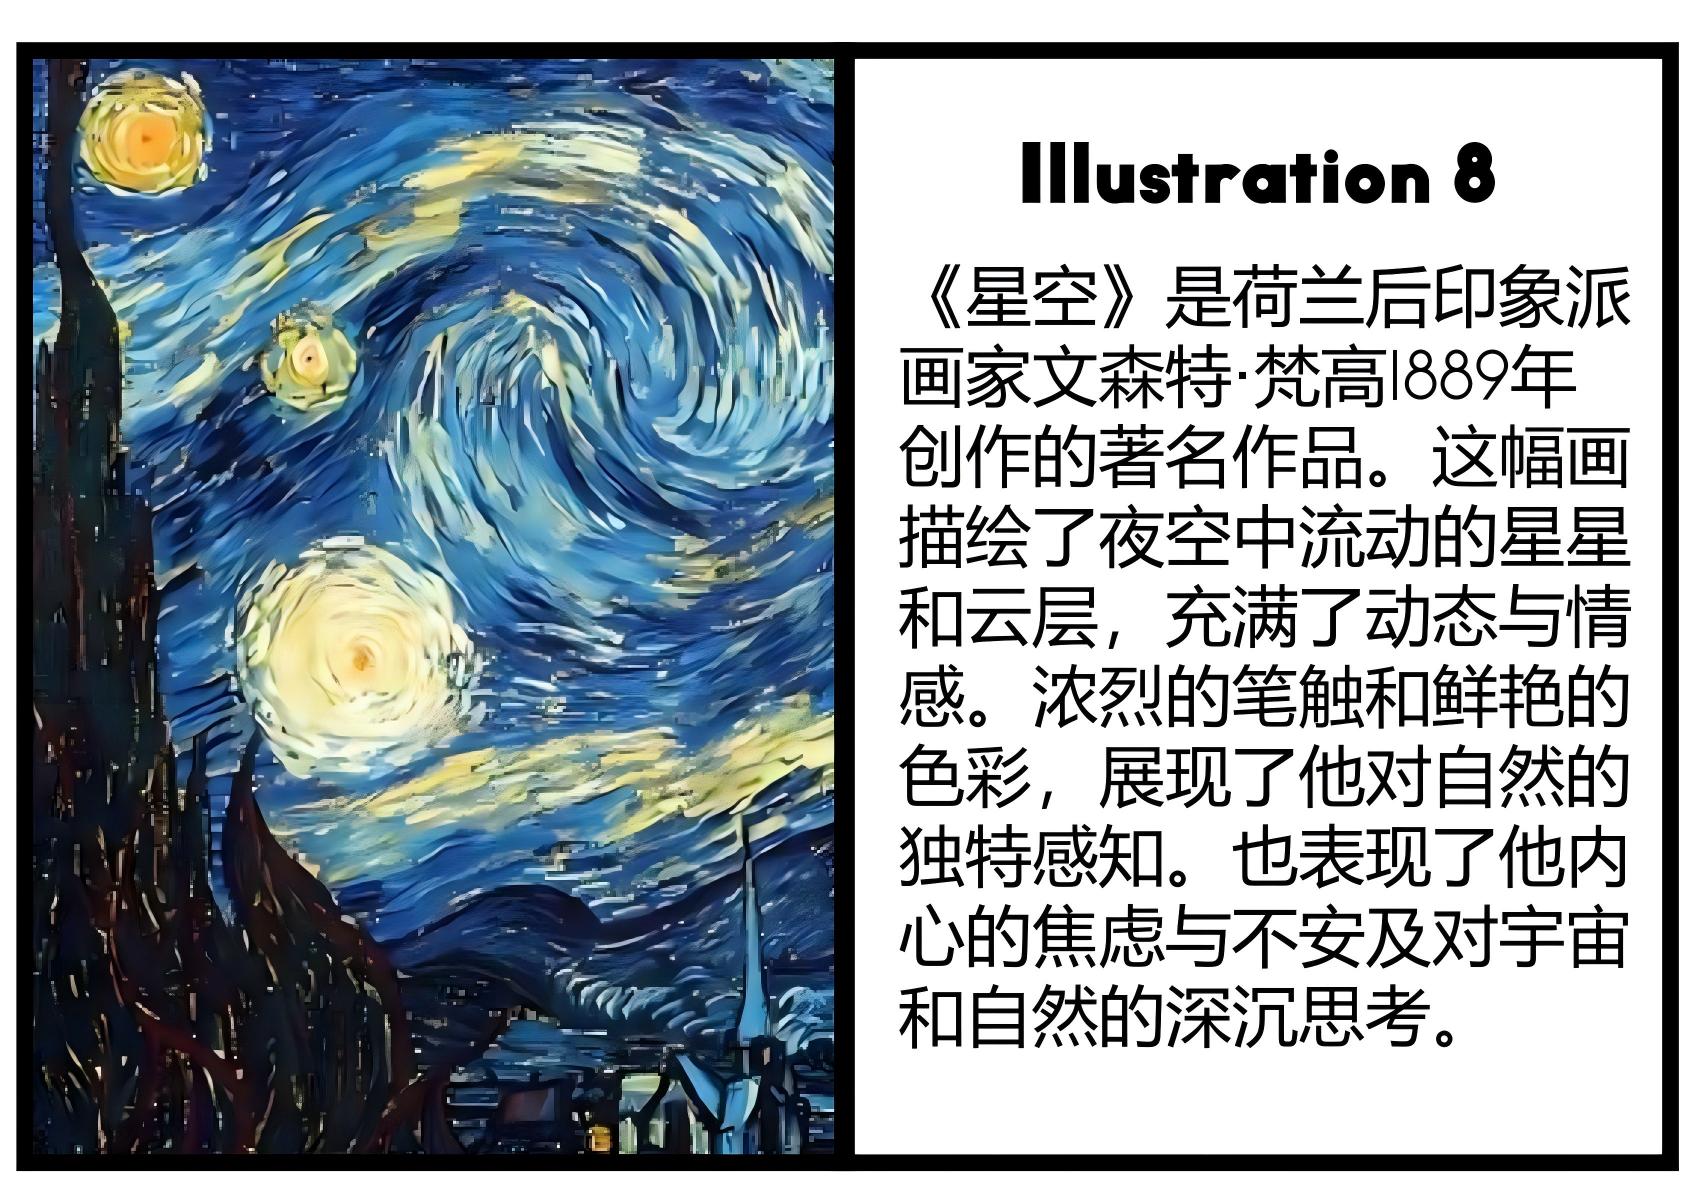 Illustration 8
《星空》是荷兰后印象派
画家文森特·梵高1889年
创作的著名作品。这幅画
描绘了夜空中流动的星星
和云层，充满了动态与情
感。浓烈的笔触和鲜艳的
色彩，展现了他对自然的
独特感知。也表现了他内
心的焦虑与不安及对宇宙
和自然的深沉思考。